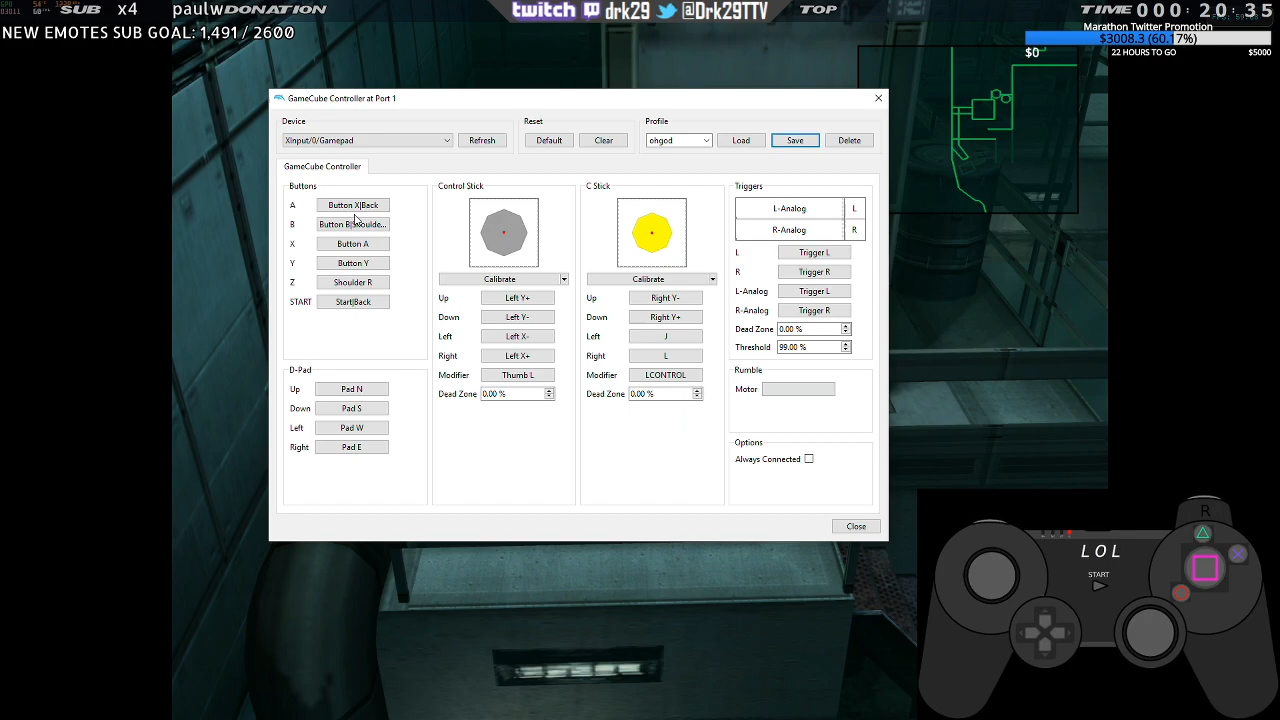 SUB x4 paulwDONATION twitch drk29 @Drk29TTV TOP TIME 000:20:35
NEW EMOTES SUB GOAL: 1,491 / 2600
Marathon Twitter Promotion
$3008.3 (60.17%)
22 HOURS TO GO $5000
$0
GameCube Controller at Port 1
Device Reset Profile
XInput/0/Gamepad Refresh Default Clear ohgod Load Save Delete
GameCube Controller
Buttons
A Button X|Back
B Button B|Shoulde...
X Button A
Y Button Y
Z Shoulder R
START Start|Back
D-Pad
Up Pad N
Down Pad S
Left Pad W
Right Pad E
Control Stick
Calibrate
Up Left Y+
Down Left Y-
Left Left X-
Right Left X+
Modifier Thumb L
Dead Zone 0.00 %
C Stick
Calibrate
Up Right Y-
Down Right Y+
Left J
Right L
Modifier LCONTROL
Dead Zone 0.00 %
Triggers
L-Analog L
R-Analog R
L Trigger L
R Trigger R
L-Analog Trigger L
R-Analog Trigger R
Dead Zone 0.00 %
Threshold 99.00 %
Rumble
Motor
Options
Always Connected
Close
R
LOL
START